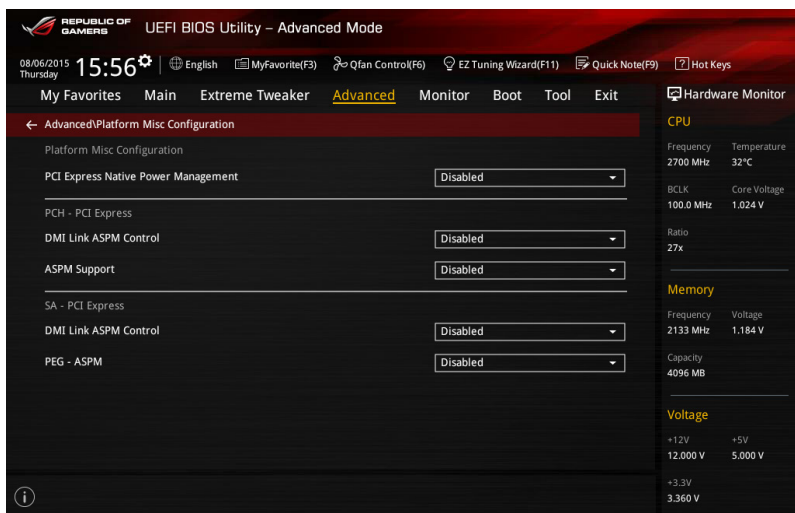 REPUBLIC OF
GAMERS
UEFI BIOS Utility – Advanced Mode
08/06/2015
Thursday
15:56
English
MyFavorite(F3)
Qfan Control(F6)
EZ Tuning Wizard(F11)
Quick Note(F9)
? Hot Keys
My Favorites Main Extreme Tweaker Advanced Monitor Boot Tool Exit
Hardware Monitor
← Advanced\Platform Misc Configuration
Platform Misc Configuration
PCI Express Native Power Management Disabled
PCH - PCI Express
DMI Link ASPM Control Disabled
ASPM Support Disabled
SA - PCI Express
DMI Link ASPM Control Disabled
PEG - ASPM Disabled
i
CPU
Frequency Temperature
2700 MHz 32°C
BCLK Core Voltage
100.0 MHz 1.024 V
Ratio
27x
Memory
Frequency Voltage
2133 MHz 1.184 V
Capacity
4096 MB
Voltage
+12V +5V
12.000 V 5.000 V
+3.3V
3.360 V